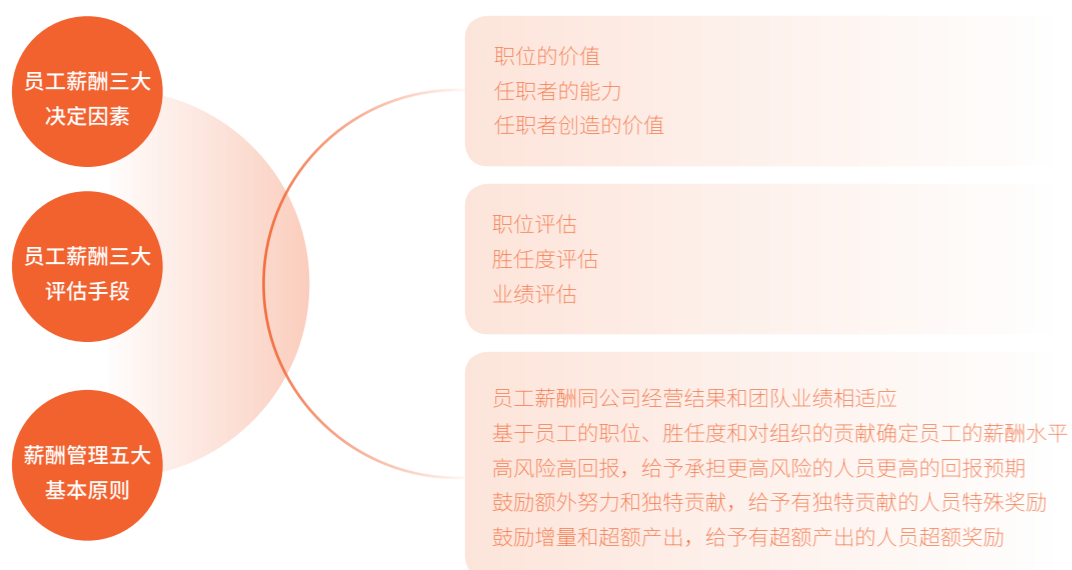 员工薪酬三大
决定因素
职位的价值
任职者的能力
任职者创造的价值
员工薪酬三大
评估手段
职位评估
胜任度评估
业绩评估
薪酬管理五大
基本原则
员工薪酬同公司经营结果和团队业绩相适应
基于员工的职位、胜任度和对组织的贡献确定员工的薪酬水平
高风险高回报，给予承担更高风险的人员更高的回报预期
鼓励额外努力和独特贡献，给予有独特贡献的人员特殊奖励
鼓励增量和超额产出，给予有超额产出的人员超额奖励